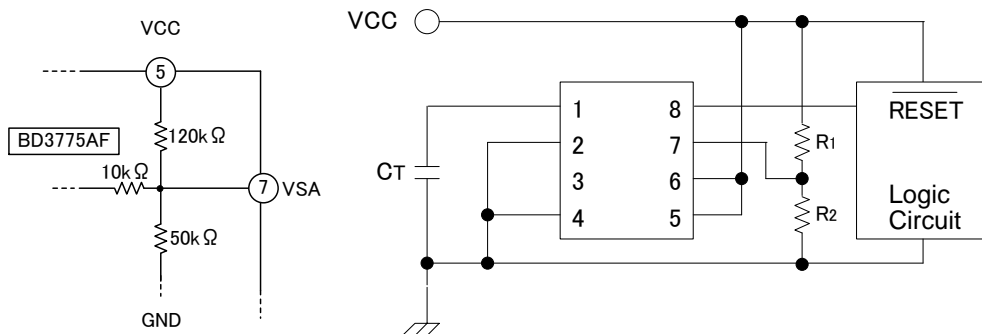 VCC
5
BD3775AF
120kΩ
10kΩ
7 VSA
50kΩ
GND
VCC
1 8 RESET
2 7 R1
CT
3 6
4 5 R2
Logic
Circuit